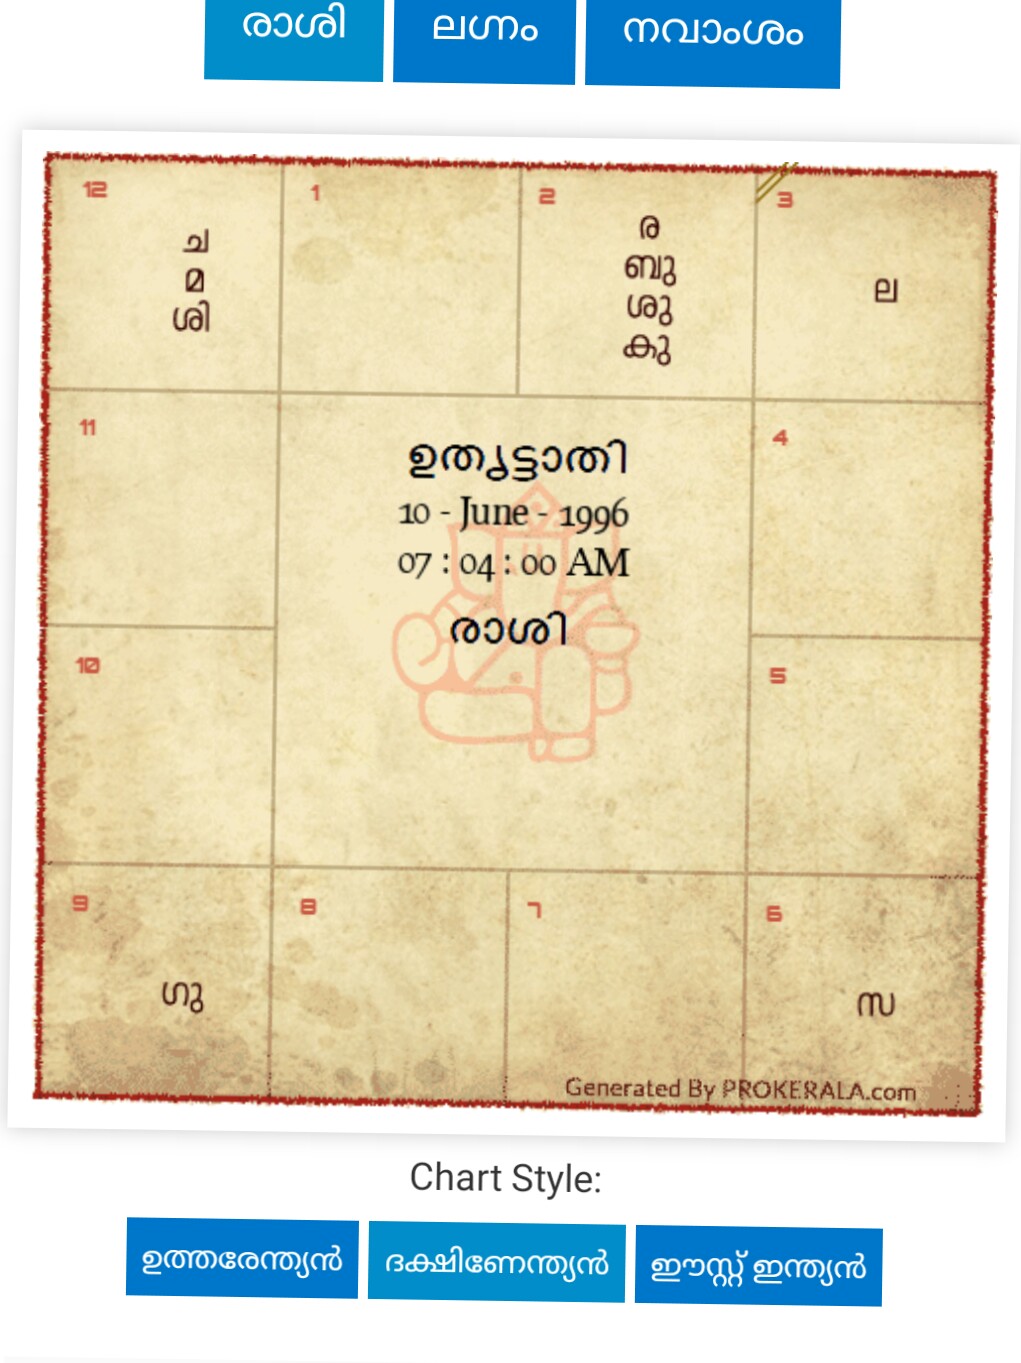 രാശി
ലഗ്നം
നവാംശം
12
1
2
3
ച
മ
ശി
ര
ബു
ശു
കു
ല
11
ഉതൃട്ടാതി
10 - June - 1996
07 : 04 : 00 AM
രാശി
4
10
5
9
8
7
6
ഗു
സ
Generated By PROKERALA.com
Chart Style:
ഉത്തരേന്ത്യൻ
ദക്ഷിണേന്ത്യൻ
ഈസ്റ്റ് ഇന്ത്യൻ